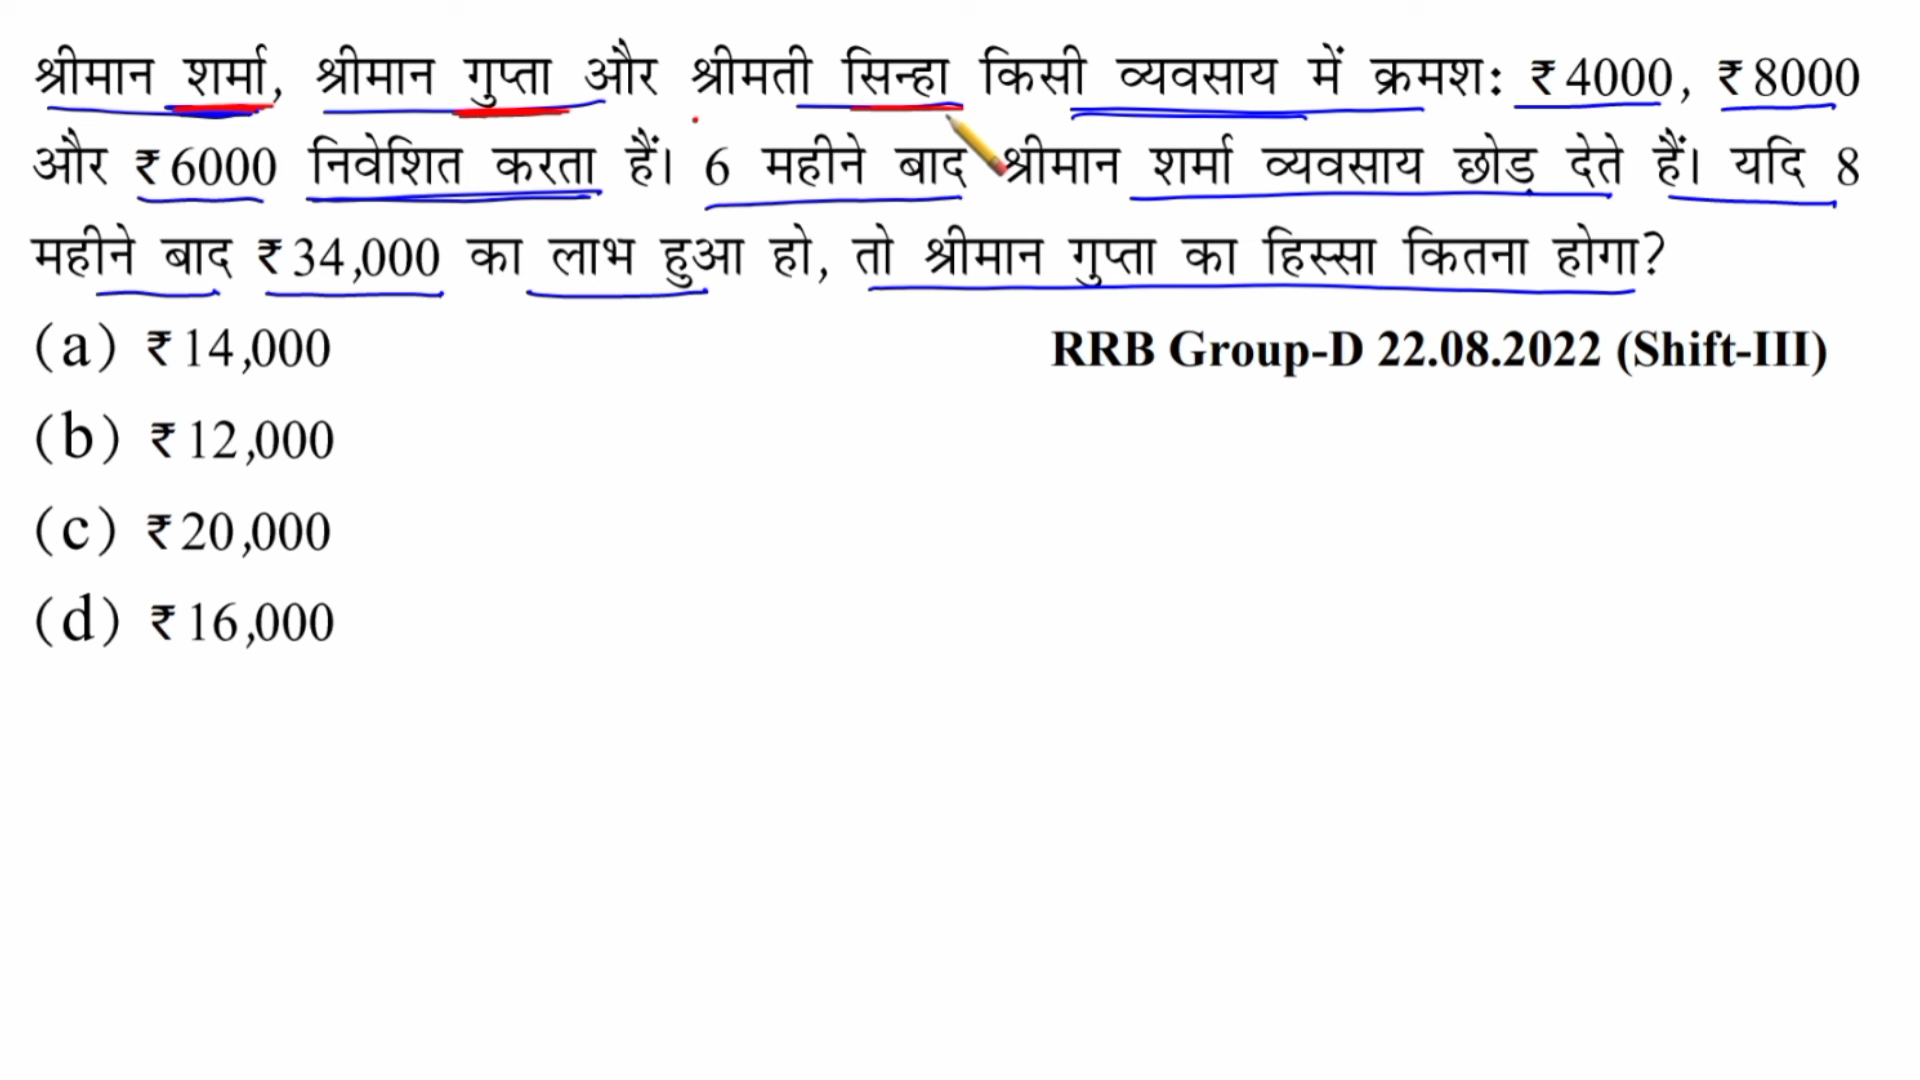 श्रीमान शर्मा, श्रीमान गुप्ता और श्रीमती सिन्हा किसी व्यवसाय में क्रमश: ₹4000, ₹8000
और ₹6000 निवेशित करता हैं। 6 महीने बाद श्रीमान शर्मा व्यवसाय छोड़ देते हैं। यदि 8
महीने बाद ₹34,000 का लाभ हुआ हो, तो श्रीमान गुप्ता का हिस्सा कितना होगा?
(a) ₹14,000 RRB Group-D 22.08.2022 (Shift-III)
(b) ₹12,000
(c) ₹20,000
(d) ₹16,000